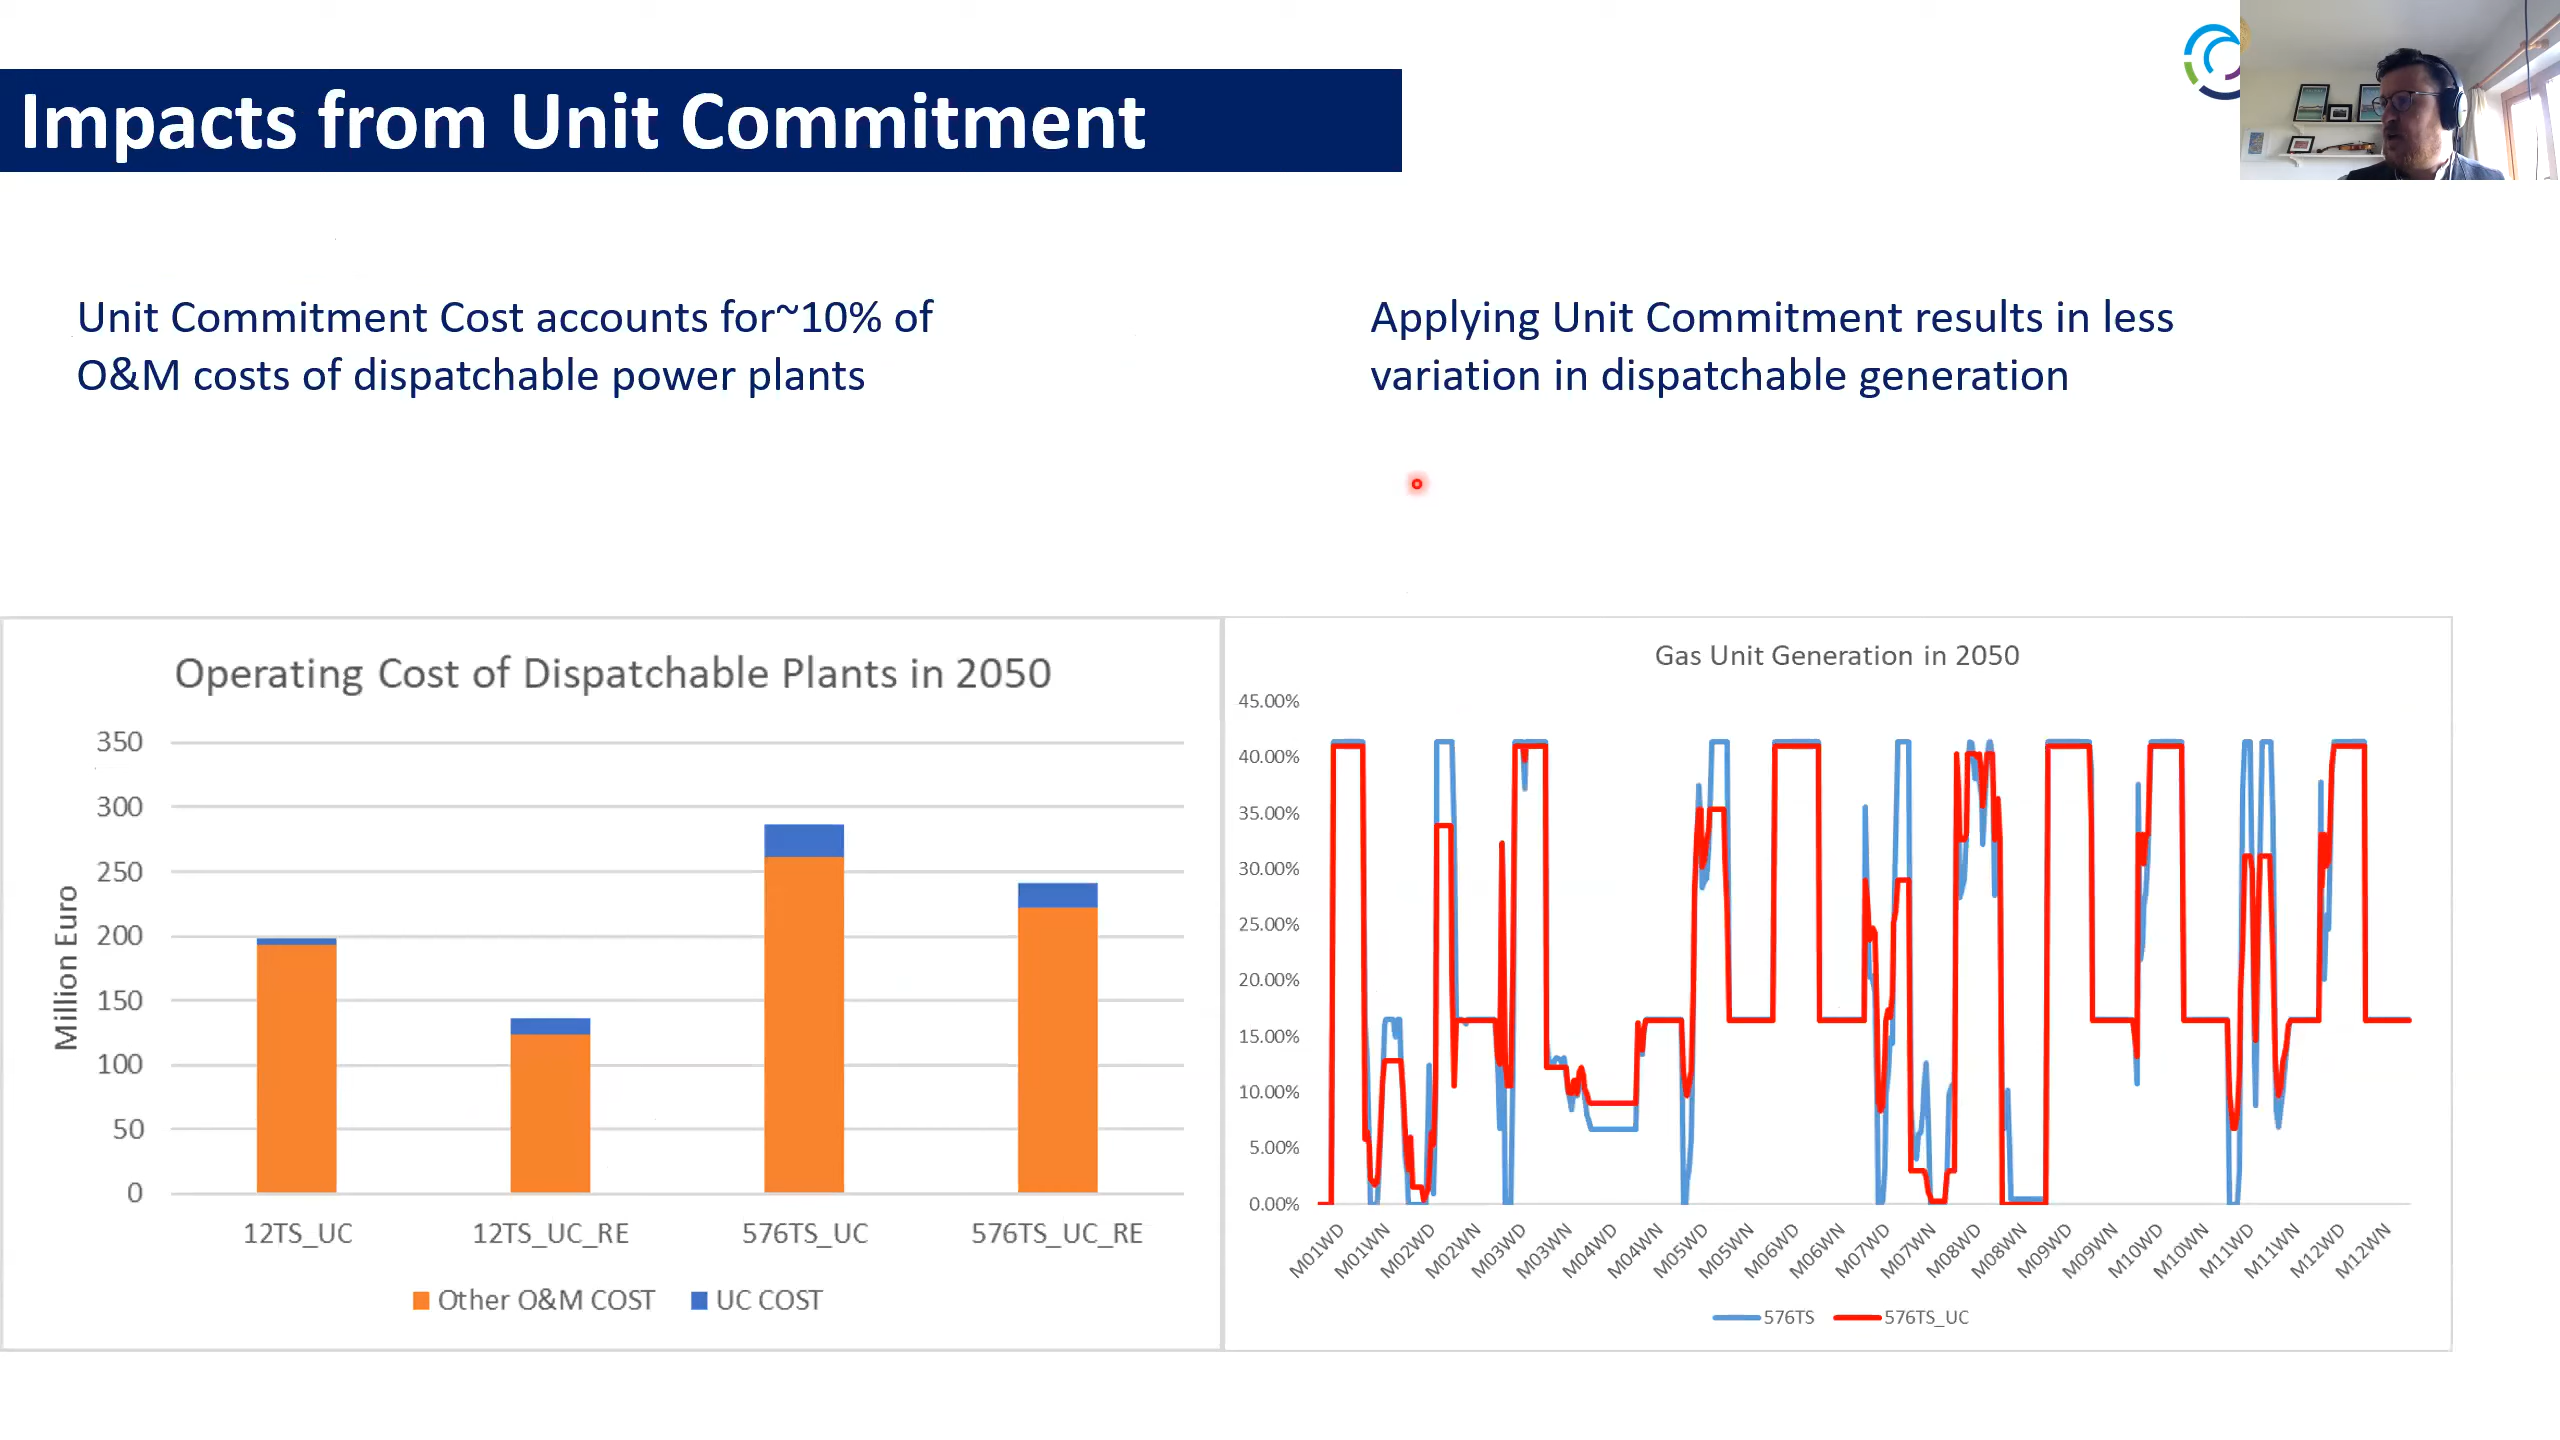 Impacts from Unit Commitment
Unit Commitment Cost accounts for~10% of
O&M costs of dispatchable power plants
Applying Unit Commitment results in less
variation in dispatchable generation
Operating Cost of Dispatchable Plants in 2050
Million Euro
350
300
250
200
150
100
50
0
12TS_UC
12TS_UC_RE
576TS_UC
576TS_UC_RE
Other O&M COST
UC COST
Gas Unit Generation in 2050
45.00%
40.00%
35.00%
30.00%
25.00%
20.00%
15.00%
10.00%
5.00%
0.00%
M01WD
M01WN
M02WD
M02WN
M03WD
M03WN
M04WD
M04WN
M05WD
M05WN
M06WD
M06WN
M07WD
M07WN
M08WD
M08WN
M09WD
M09WN
M10WD
M10WN
M11WD
M11WN
M12WD
M12WN
576TS
576TS_UC